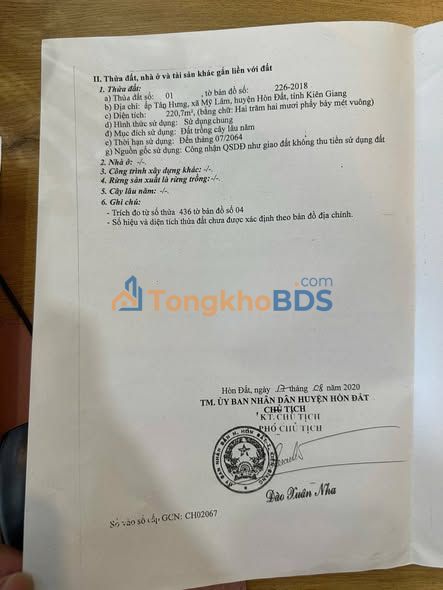 II. Thửa đất, nhà ở và tài sản khác gắn liền với đất
1. Thửa đất:
a) Thửa đất số: 01 , tờ bản đồ số: 226-2018
b) Địa chỉ: ấp Tân Hưng, xã Mỹ Lâm, huyện Hòn Đất, tỉnh Kiên Giang
c) Diện tích: 220,7m², (bằng chữ: Hai trăm hai mươi phẩy bảy mét vuông)
d) Hình thức sử dụng: Sử dụng chung
đ) Mục đích sử dụng: Đất trồng cây lâu năm
e) Thời hạn sử dụng: Đến tháng 07/2064
g) Nguồn gốc sử dụng: Công nhận QSDĐ như giao đất không thu tiền sử dụng đất
2. Nhà ở: -/-.
3. Công trình xây dựng khác: -/-.
4. Rừng sản xuất là rừng trồng: -/-.
5. Cây lâu năm: -/-.
6. Ghi chú:
- Trích đo từ số thửa 436 tờ bản đồ số 04
- Số hiệu và diện tích thửa đất chưa được xác định theo bản đồ địa chính.
TongkhoBDS.com
Hòn Đất, ngày 17 tháng 08 2020
TM. ỦY BAN NHÂN DÂN HUYỆN HÒN ĐẤT
CHỦ TỊCH
KT. CHỦ TỊCH
PHÓ CHỦ TỊCH
Đào Xuân Nha
Số vào sổ cấp GCN: CH02067